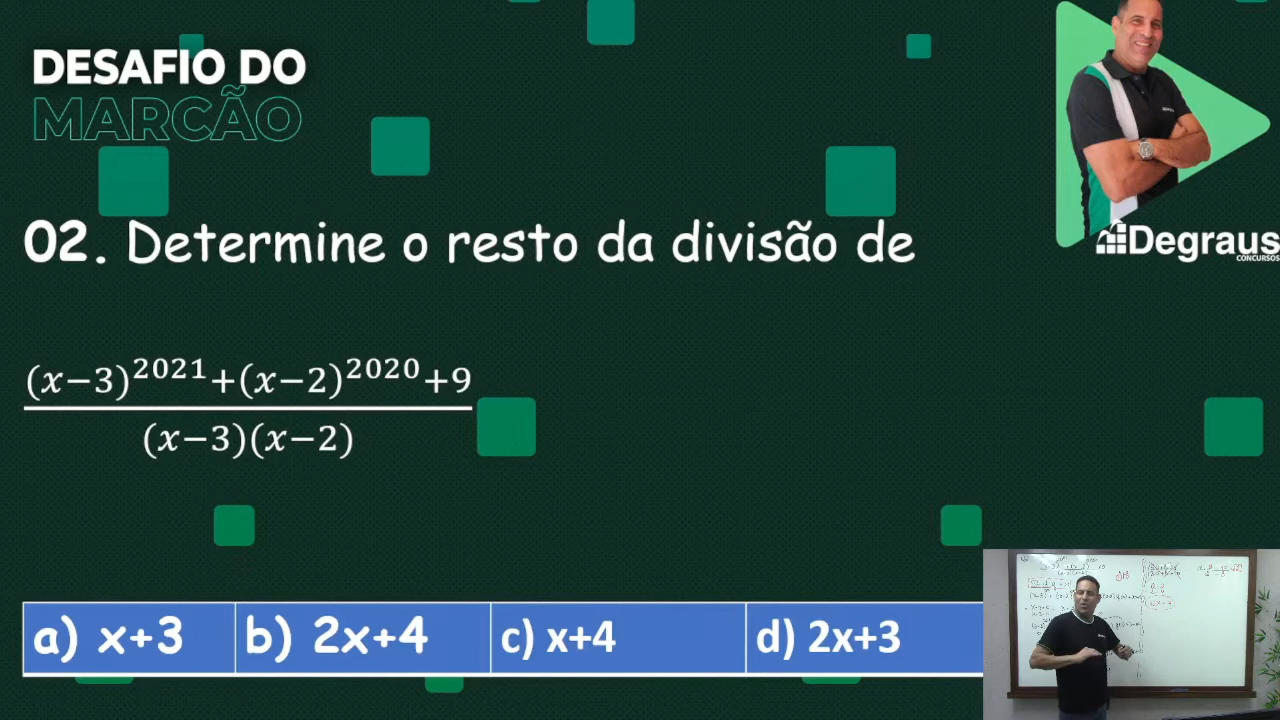 DESAFIO DO
MARCÃO
Degraus
CONCURSOS
02. Determine o resto da divisão de
(x−3)²⁰²¹+(x−2)²⁰²⁰+9
(x−3)(x−2)
a) x+3
b) 2x+4
c) x+4
d) 2x+3